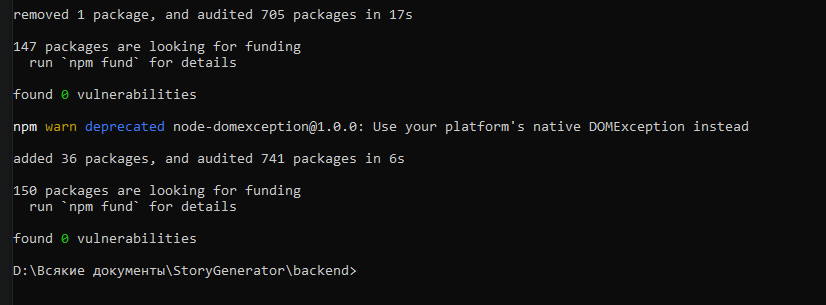 removed 1 package, and audited 705 packages in 17s
147 packages are looking for funding
run `npm fund` for details
found 0 vulnerabilities
npm warn deprecated node-domexception@1.0.0: Use your platform's native DOMException instead
added 36 packages, and audited 741 packages in 6s
150 packages are looking for funding
run `npm fund` for details
found 0 vulnerabilities
D:\Всякие документы\StoryGenerator\backend>